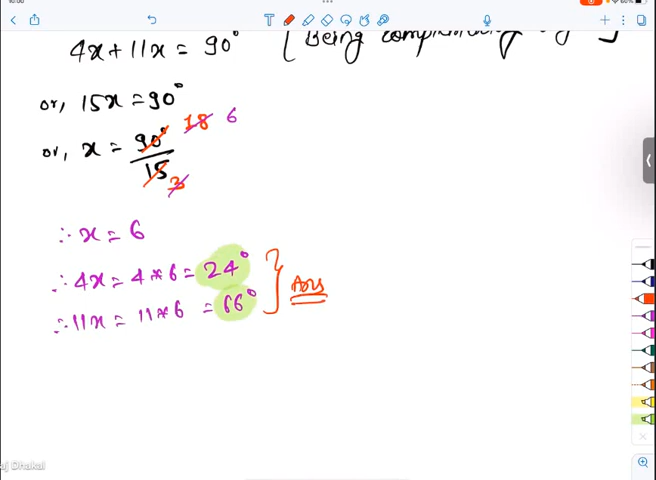 4x+11x = 90° [Being
or, 15x = 90°
or, x = 90°/15 18 6 3
∴ x = 6
∴ 4x = 4*6 = 24°
∴ 11x = 11*6 = 66°
Ans
Dhakal